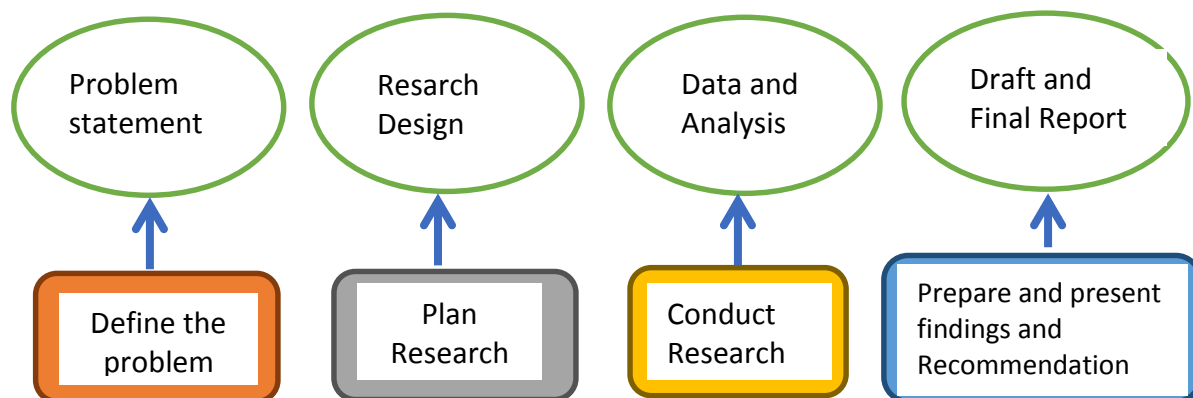 Problem
statement
Resarch
Design
Data and
Analysis
Draft and
Final Report
Define the
problem
Plan
Research
Conduct
Research
Prepare and present
findings and
Recommendation